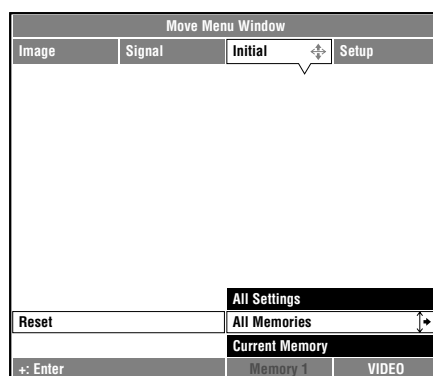 Move Menu Window
Image Signal Initial Setup
All Settings
Reset All Memories
Current Memory
+: Enter Memory 1 VIDEO